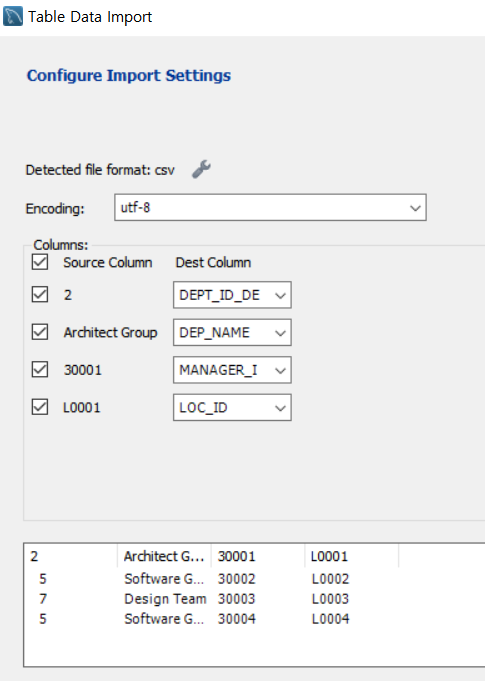 Table Data Import
Configure Import Settings
Detected file format: csv
Encoding: utf-8
Columns:
Source Column Dest Column
2 DEPT_ID_DE
Architect Group DEP_NAME
30001 MANAGER_I
L0001 LOC_ID
2 Architect G... 30001 L0001
5 Software G... 30002 L0002
7 Design Team 30003 L0003
5 Software G... 30004 L0004